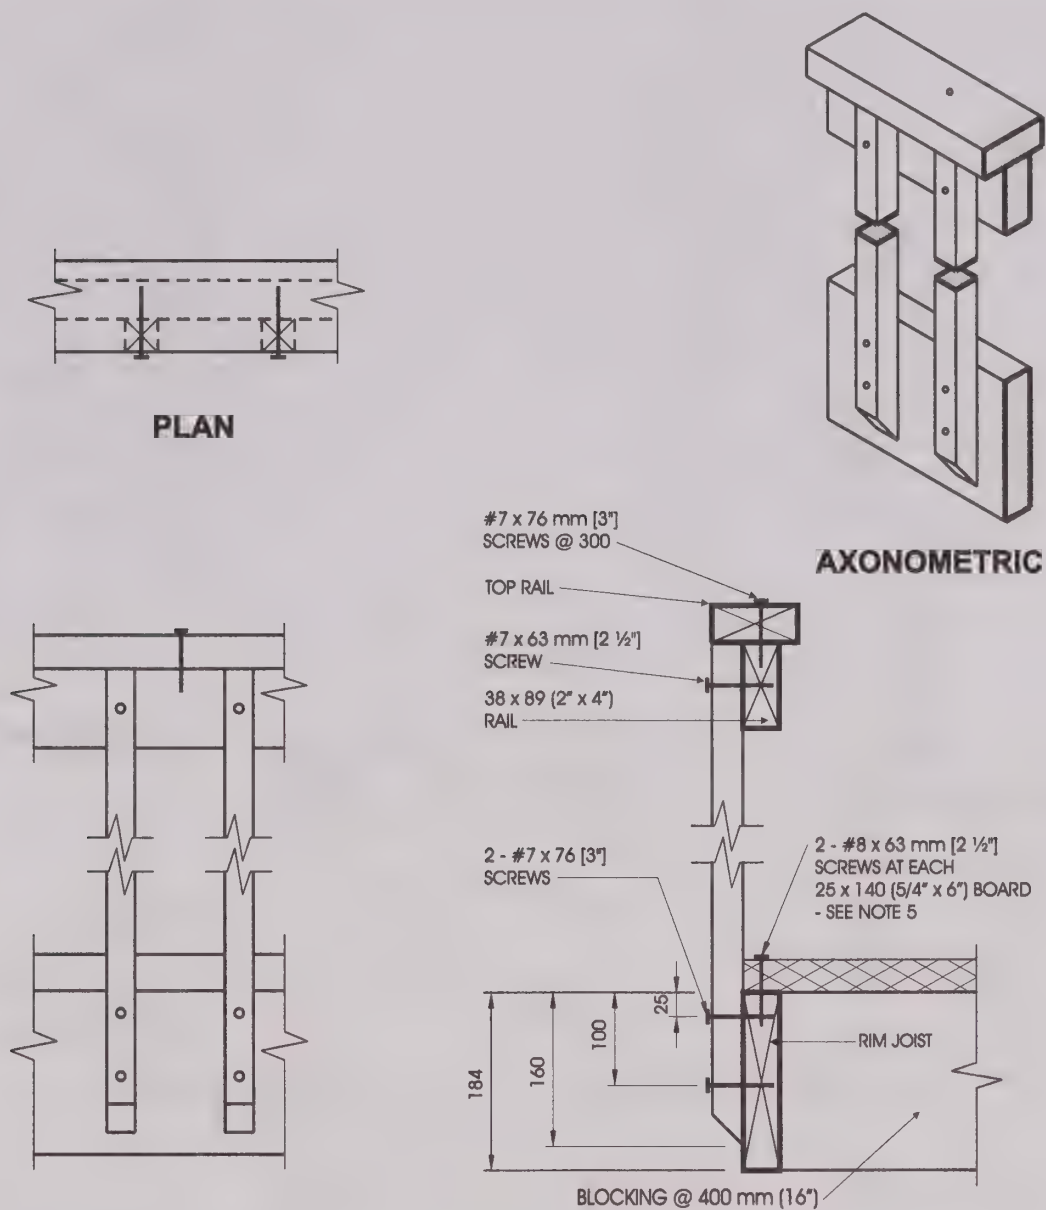 PLAN
AXONOMETRIC
#7 x 76 mm [3"]
SCREWS @ 300
TOP RAIL
#7 x 63 mm [2 ½"]
SCREW
38 x 89 (2" x 4")
RAIL
2 - #7 x 76 [3"]
SCREWS
2 - #8 x 63 mm [2 ½"]
SCREWS AT EACH
25 x 140 (5/4" x 6") BOARD
- SEE NOTE 5
25
100
160
184
RIM JOIST
BLOCKING @ 400 mm (16")